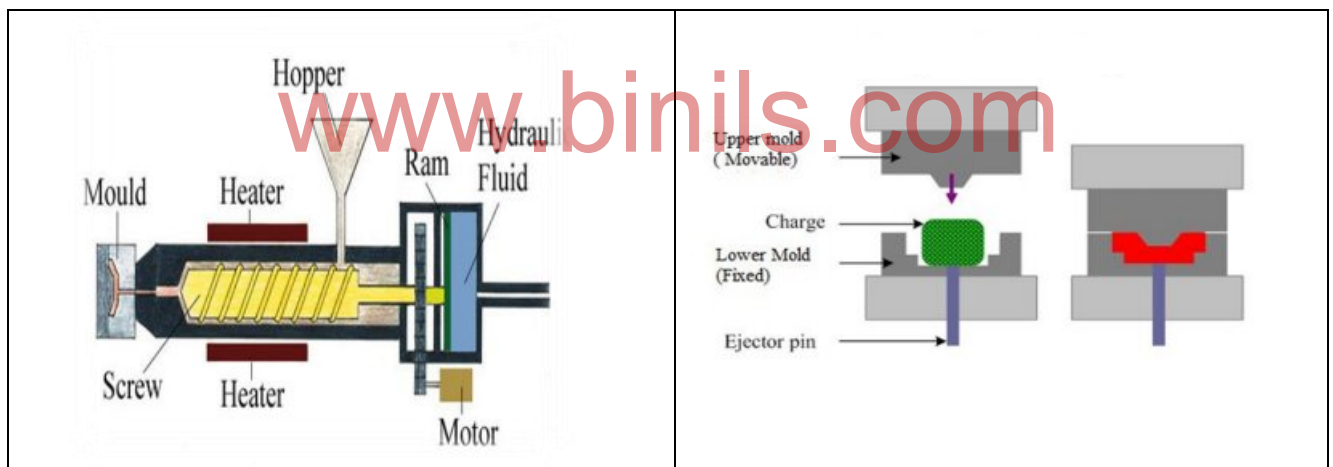 www.binils.com
Hopper
Hydrauli
Fluid
Ram
Heater
Mould
Screw
Heater
Motor
Upper mold
( Movable)
Charge
Lower Mold
(Fixed)
Ejector pin